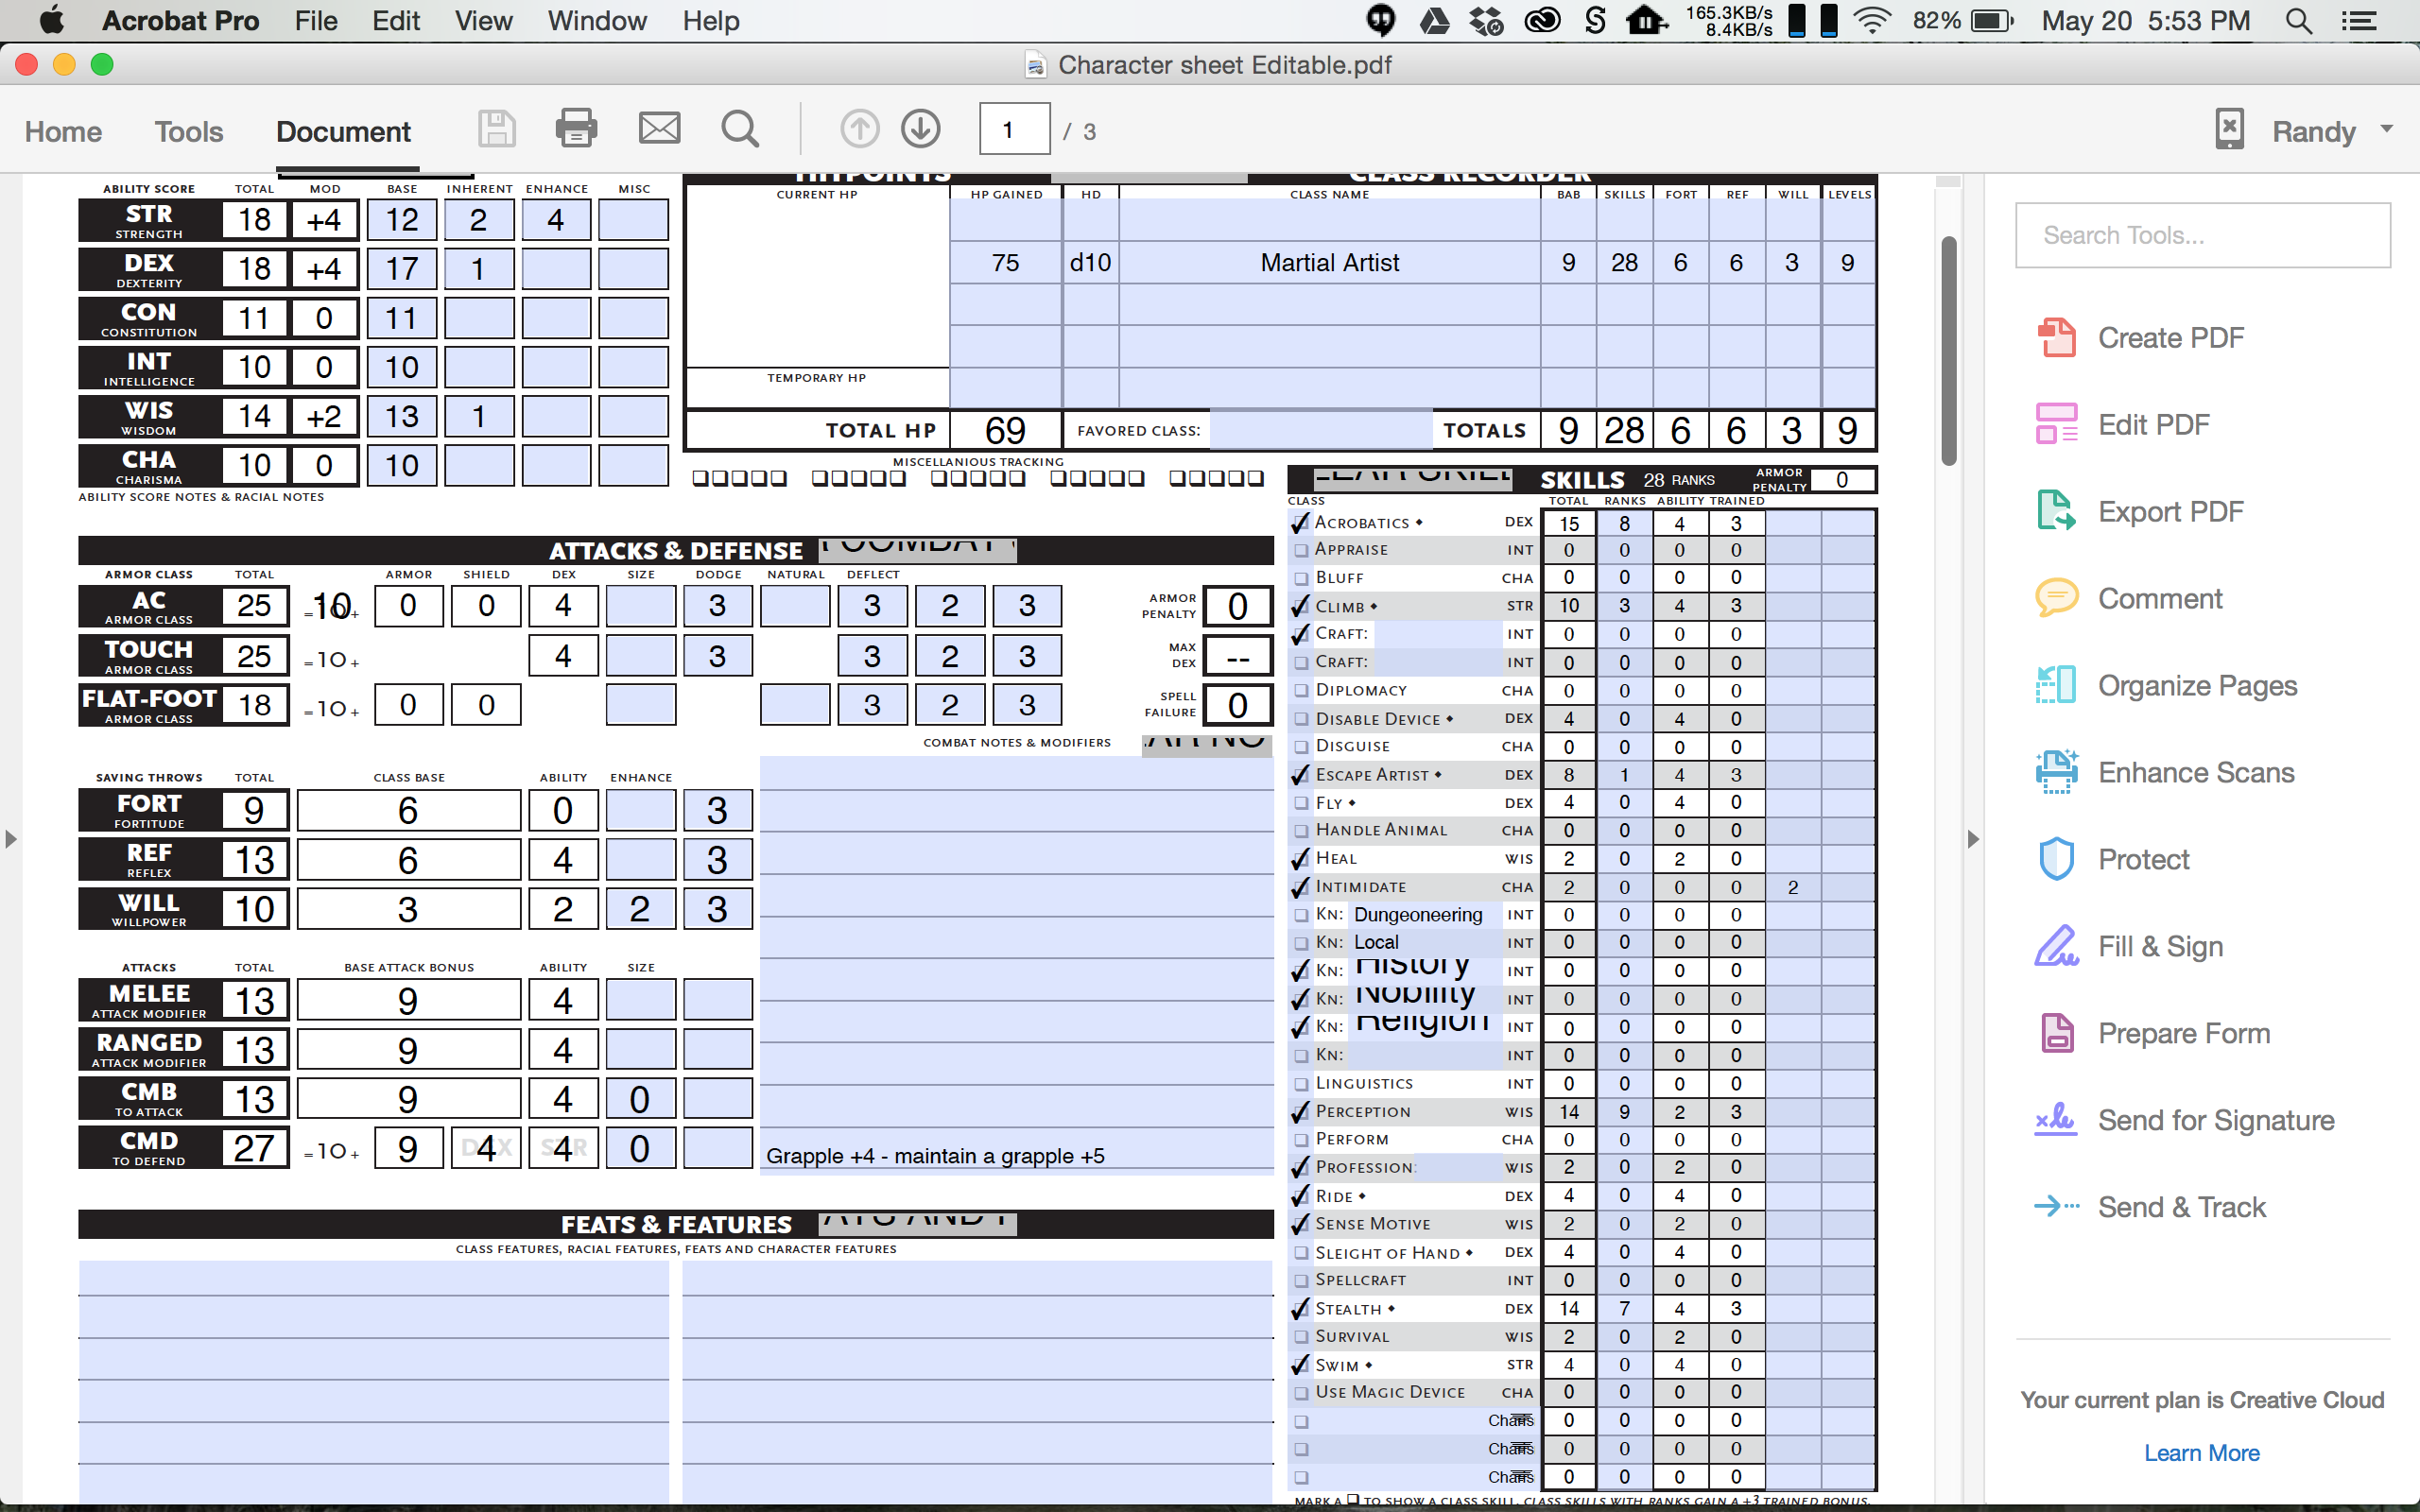 Acrobat Pro File Edit View Window Help 165.3KB/s 8.4KB/s 82% May 20 5:53 PM
Character sheet Editable.pdf
Home Tools Document 1 / 3 Randy
HITPOINTS CLASS RECORDER
ABILITY SCORE TOTAL MOD BASE INHERENT ENHANCE MISC
STR STRENGTH 18 +4 12 2 4
DEX DEXTERITY 18 +4 17 1
CON CONSTITUTION 11 0 11
INT INTELLIGENCE 10 0 10
WIS WISDOM 14 +2 13 1
CHA CHARISMA 10 0 10
ABILITY SCORE NOTES & RACIAL NOTES
CURRENT HP HP GAINED HD CLASS NAME BAB SKILLS FORT REF WILL LEVELS
75 d10 Martial Artist 9 28 6 6 3 9
TEMPORARY HP
TOTAL HP 69 FAVORED CLASS: TOTALS 9 28 6 6 3 9
MISCELLANIOUS TRACKING
ATTACKS & DEFENSE
ARMOR CLASS TOTAL ARMOR SHIELD DEX SIZE DODGE NATURAL DEFLECT
AC ARMOR CLASS 25 =10+ 10 0 0 4 3 3 2 3 ARMOR PENALTY 0
TOUCH ARMOR CLASS 25 =10+ 4 3 3 2 3 MAX DEX --
FLAT-FOOT ARMOR CLASS 18 =10+ 0 0 3 2 3 SPELL FAILURE 0
COMBAT NOTES & MODIFIERS
SAVING THROWS TOTAL CLASS BASE ABILITY ENHANCE
FORT FORTITUDE 9 6 0 3
REF REFLEX 13 6 4 3
WILL WILLPOWER 10 3 2 2 3
ATTACKS TOTAL BASE ATTACK BONUS ABILITY SIZE
MELEE ATTACK MODIFIER 13 9 4
RANGED ATTACK MODIFIER 13 9 4
CMB TO ATTACK 13 9 4 0
CMD TO DEFEND 27 =10+ 9 DEX 4 STR 4 0
Grapple +4 - maintain a grapple +5
FEATS & FEATURES
CLASS FEATURES, RACIAL FEATURES, FEATS AND CHARACTER FEATURES
SKILLS 28 RANKS ARMOR PENALTY 0
CLASS TOTAL RANKS ABILITY TRAINED
✓ ACROBATICS ◆ DEX 15 8 4 3
APPRAISE INT 0 0 0 0
BLUFF CHA 0 0 0 0
✓ CLIMB ◆ STR 10 3 4 3
✓ CRAFT: INT 0 0 0 0
CRAFT: INT 0 0 0 0
DIPLOMACY CHA 0 0 0 0
DISABLE DEVICE ◆ DEX 4 0 4 0
DISGUISE CHA 0 0 0 0
✓ ESCAPE ARTIST ◆ DEX 8 1 4 3
FLY ◆ DEX 4 0 4 0
HANDLE ANIMAL CHA 0 0 0 0
✓ HEAL WIS 2 0 2 0
✓ INTIMIDATE CHA 2 0 0 0 2
KN: Dungeoneering INT 0 0 0 0
KN: Local INT 0 0 0 0
✓ KN: History INT 0 0 0 0
✓ KN: Nobility INT 0 0 0 0
✓ KN: Religion INT 0 0 0 0
KN: INT 0 0 0 0
LINGUISTICS INT 0 0 0 0
✓ PERCEPTION WIS 14 9 2 3
PERFORM CHA 0 0 0 0
✓ PROFESSION: WIS 2 0 2 0
✓ RIDE ◆ DEX 4 0 4 0
✓ SENSE MOTIVE WIS 2 0 2 0
SLEIGHT OF HAND ◆ DEX 4 0 4 0
SPELLCRAFT INT 0 0 0 0
✓ STEALTH ◆ DEX 14 7 4 3
SURVIVAL WIS 2 0 2 0
✓ SWIM ◆ STR 4 0 4 0
USE MAGIC DEVICE CHA 0 0 0 0
0 0 0 0
0 0 0 0
0 0 0 0
MARK A ❏ TO SHOW A CLASS SKILL. CLASS SKILLS WITH RANKS GAIN A +3 TRAINED BONUS.
Search Tools...
Create PDF
Edit PDF
Export PDF
Comment
Organize Pages
Enhance Scans
Protect
Fill & Sign
Prepare Form
Send for Signature
Send & Track
Your current plan is Creative Cloud
Learn More